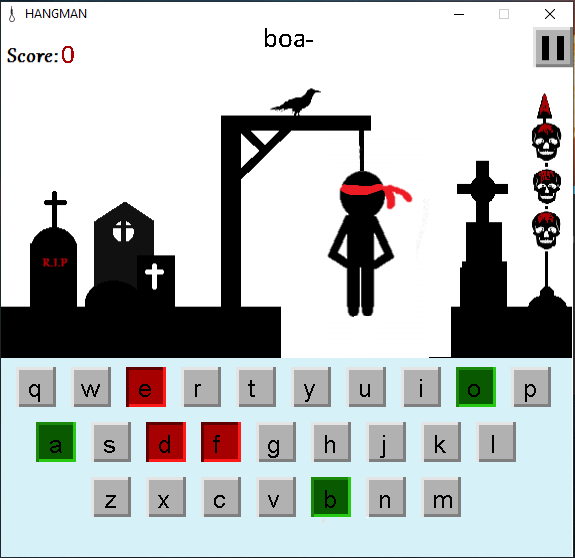 HANGMAN
boa-
Score:0
R.I.P
q w e r t y u i o p
a s d f g h j k l
z x c v b n m